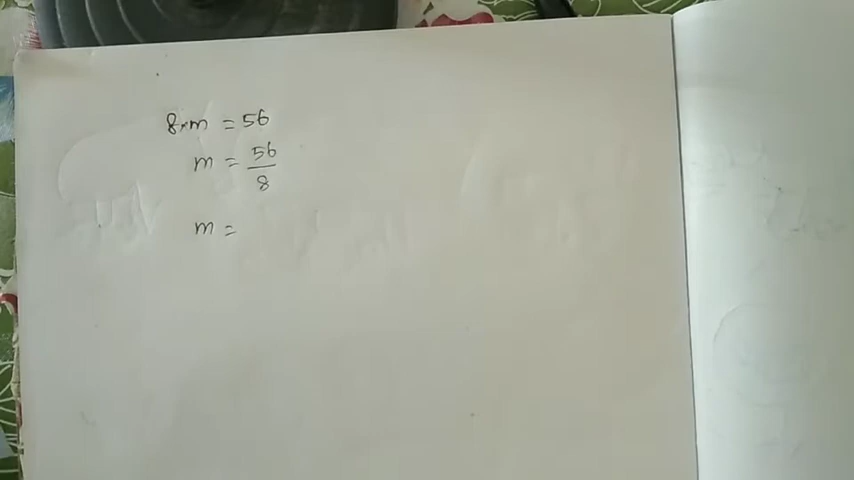 8×m = 56
m = 56/8
m =